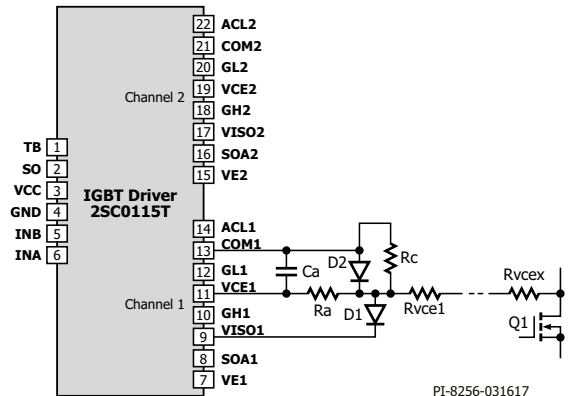 22 ACL2
21 COM2
20 GL2
19 VCE2
Channel 2
18 GH2
17 VISO2
16 SOA2
15 VE2
TB 1
SO 2
VCC 3
GND 4
INB 5
INA 6
IGBT Driver
2SC0115T
14 ACL1
13 COM1
12 GL1
11 VCE1
Channel 1
10 GH1
9 VISO1
8 SOA1
7 VE1
Ca
D2
Rc
Ra
D1
Rvce1
Rvcex
Q1
PI-8256-031617